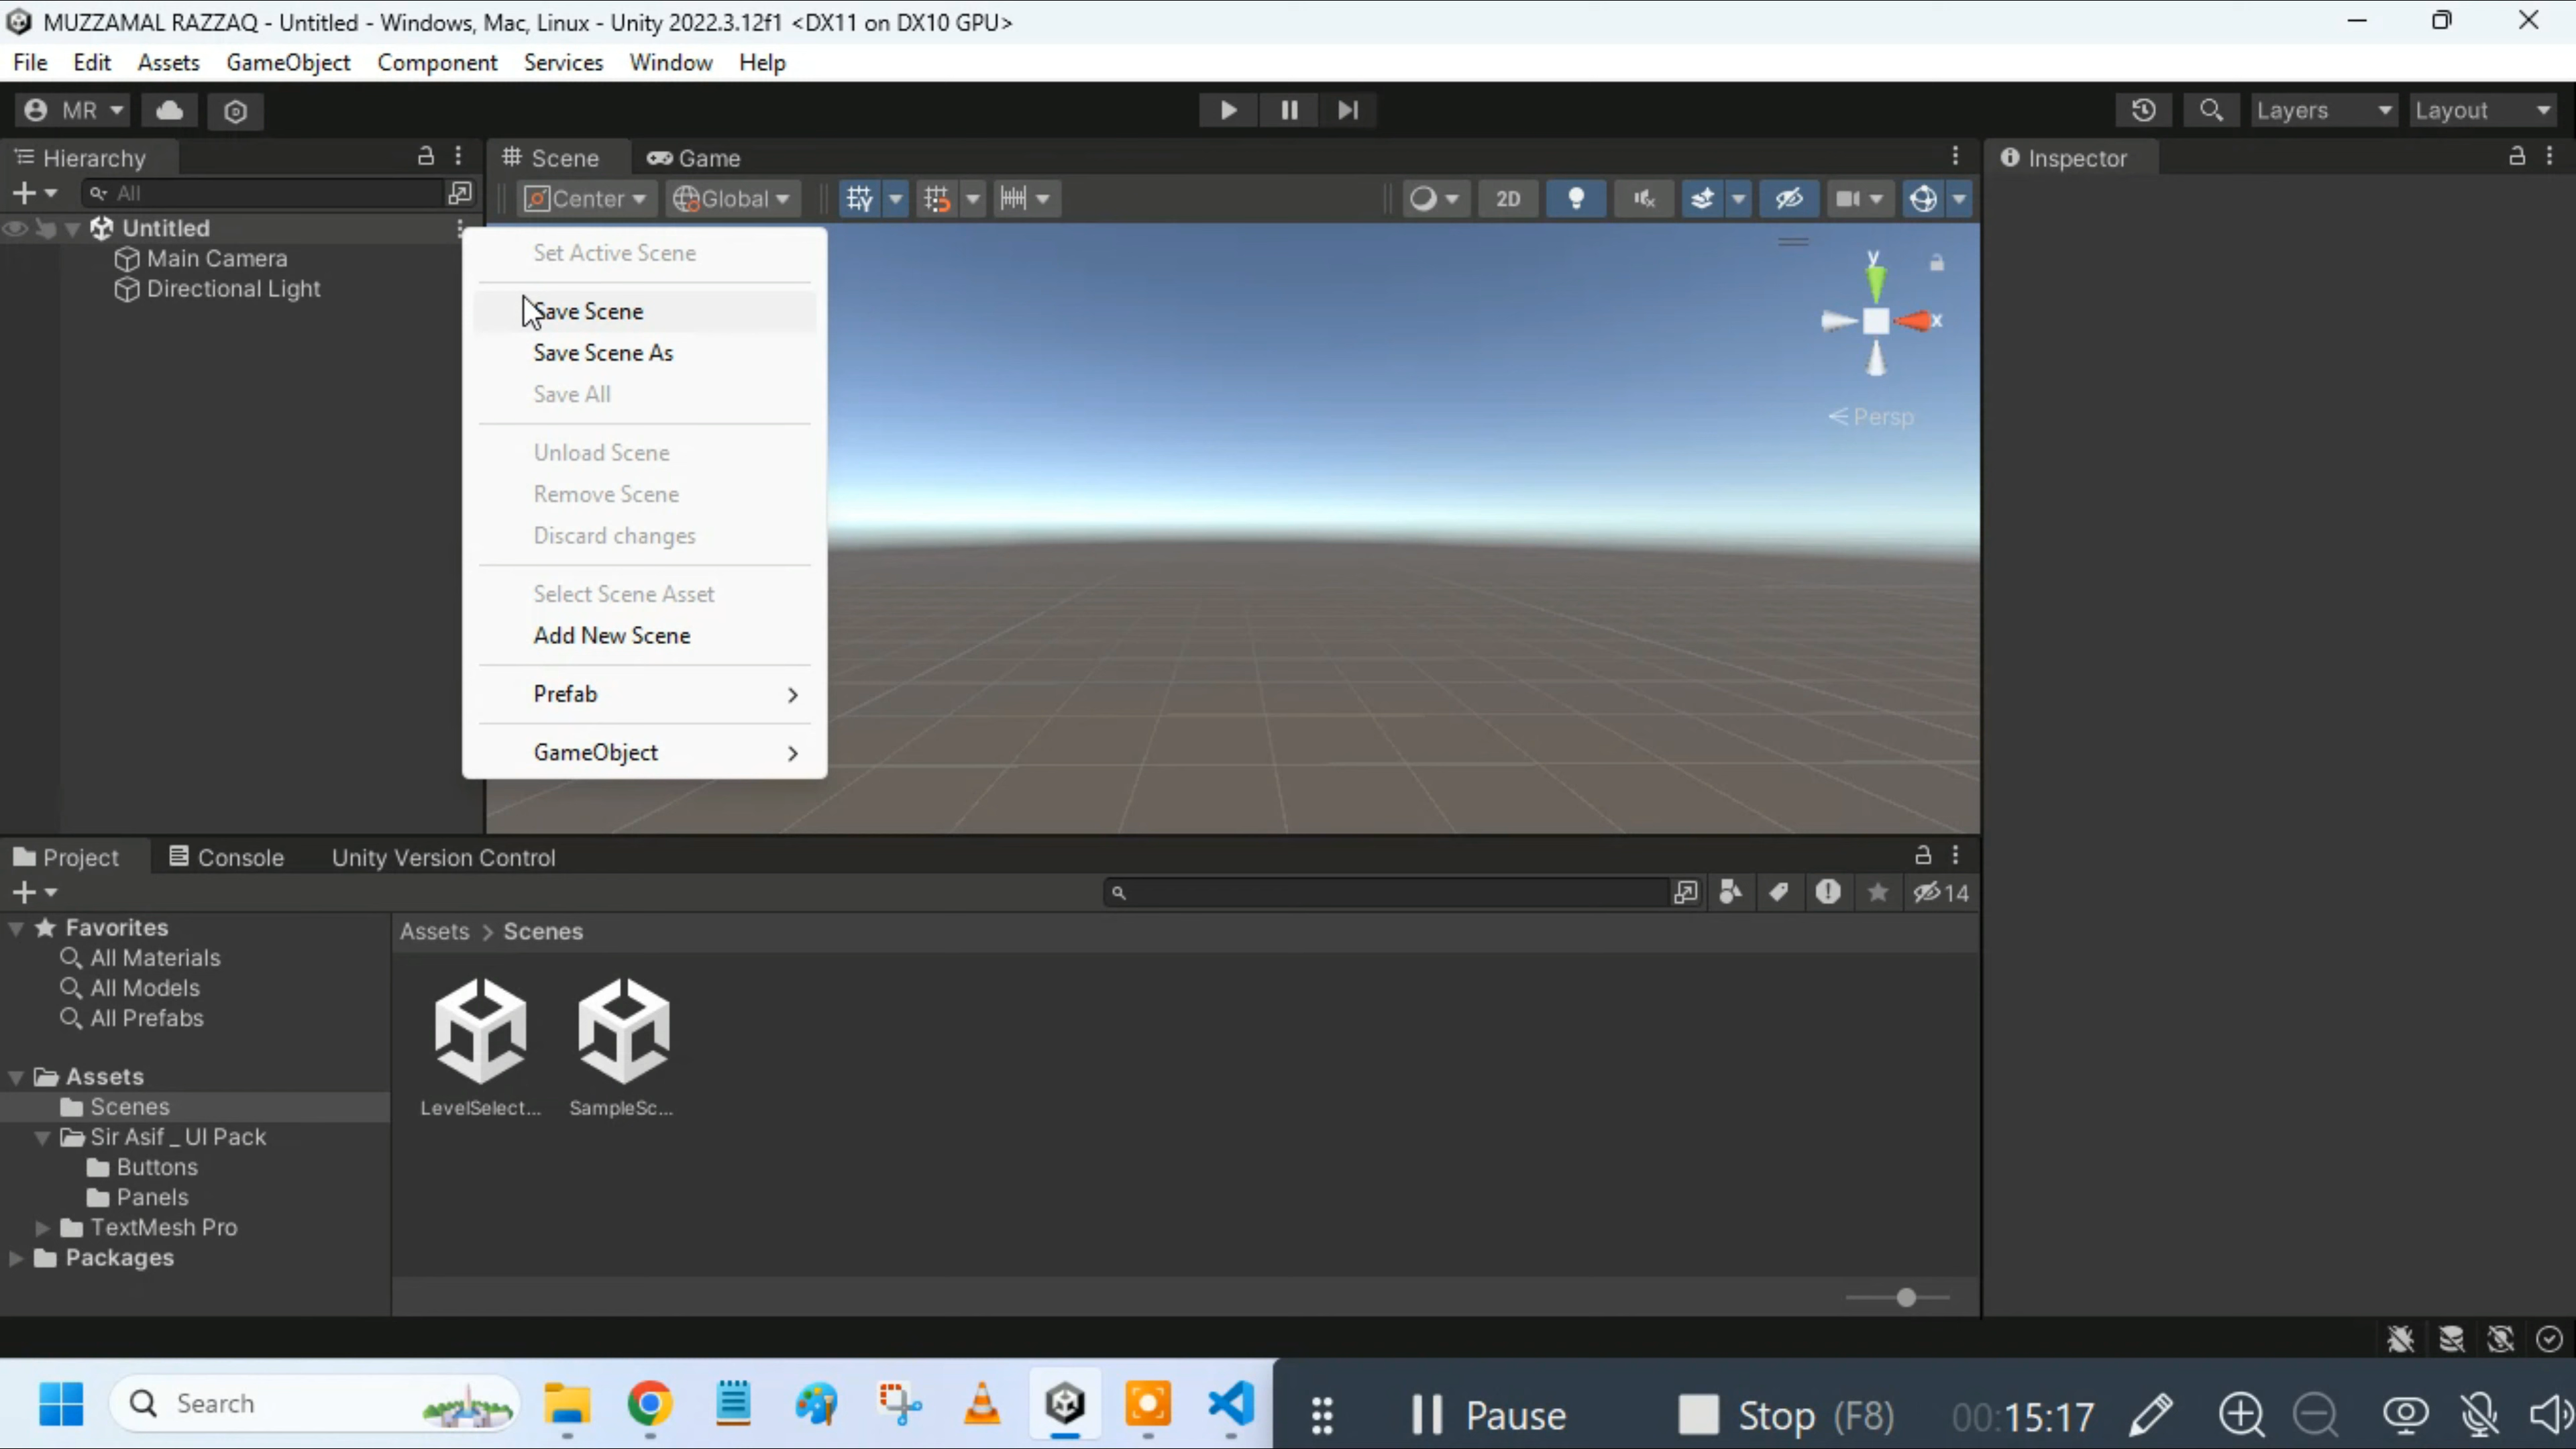 MUZZAMAL RAZZAQ - Untitled - Windows, Mac, Linux - Unity 2022.3.12f1 <DX11 on DX10 GPU>
File Edit Assets GameObject Component Services Window Help
MR Layers Layout
Hierarchy Scene Game Inspector
All Center Global 2D
Untitled
Main Camera
Directional Light
Set Active Scene
Save Scene
Save Scene As
Save All
Unload Scene
Remove Scene
Discard changes
Select Scene Asset
Add New Scene
Prefab
GameObject
y
x
Persp
Project Console Unity Version Control
14
Favorites
All Materials
All Models
All Prefabs
Assets
Scenes
Sir Asif _ UI Pack
Buttons
Panels
TextMesh Pro
Packages
Assets > Scenes
LevelSelect... SampleSc...
Search Pause Stop (F8) 00:15:17